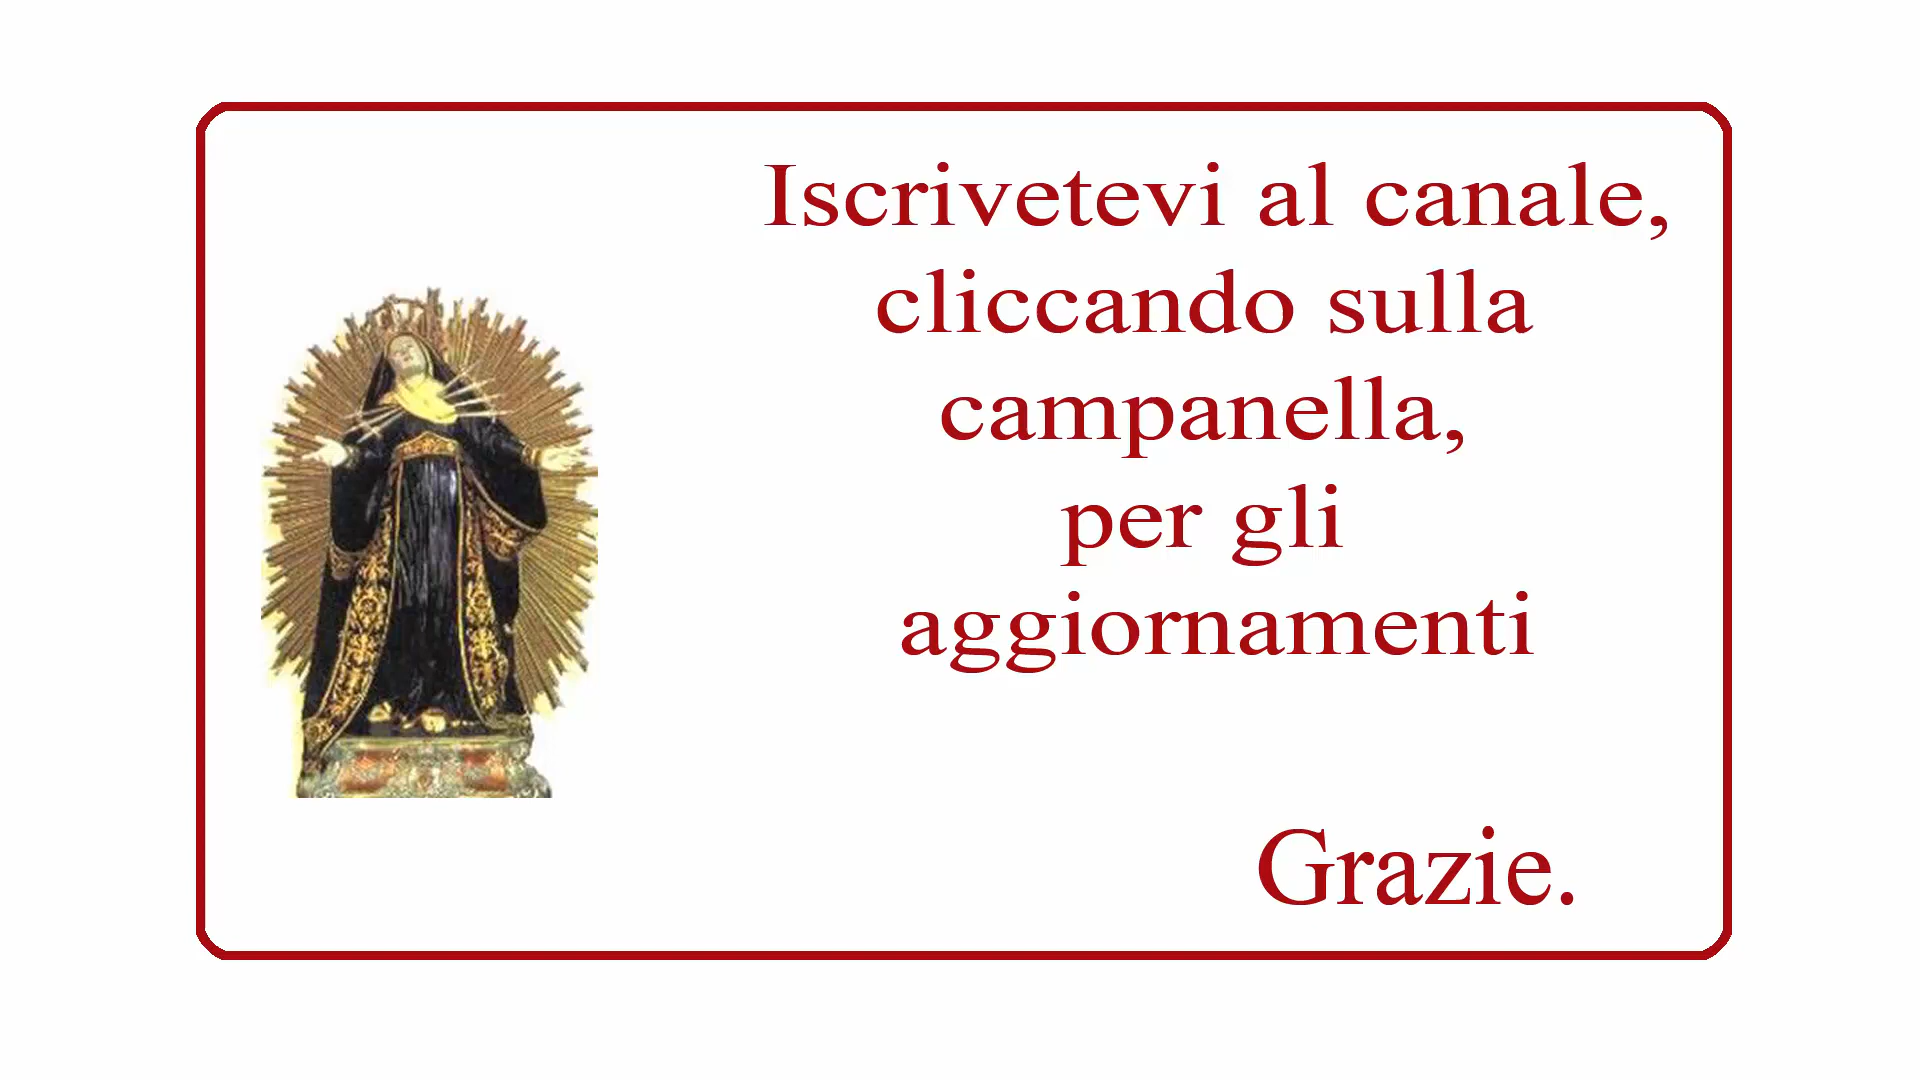 Iscrivetevi al canale,
cliccando sulla
campanella,
per gli
aggiornamenti
Grazie.